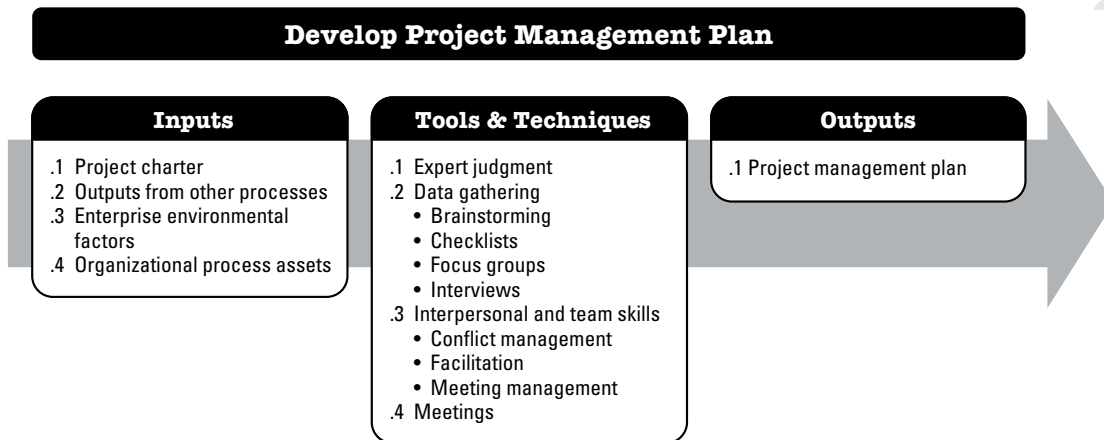 Develop Project Management Plan
Inputs
.1 Project charter
.2 Outputs from other processes
.3 Enterprise environmental
factors
.4 Organizational process assets
Tools & Techniques
.1 Expert judgment
.2 Data gathering
• Brainstorming
• Checklists
• Focus groups
• Interviews
.3 Interpersonal and team skills
• Conflict management
• Facilitation
• Meeting management
.4 Meetings
Outputs
.1 Project management plan